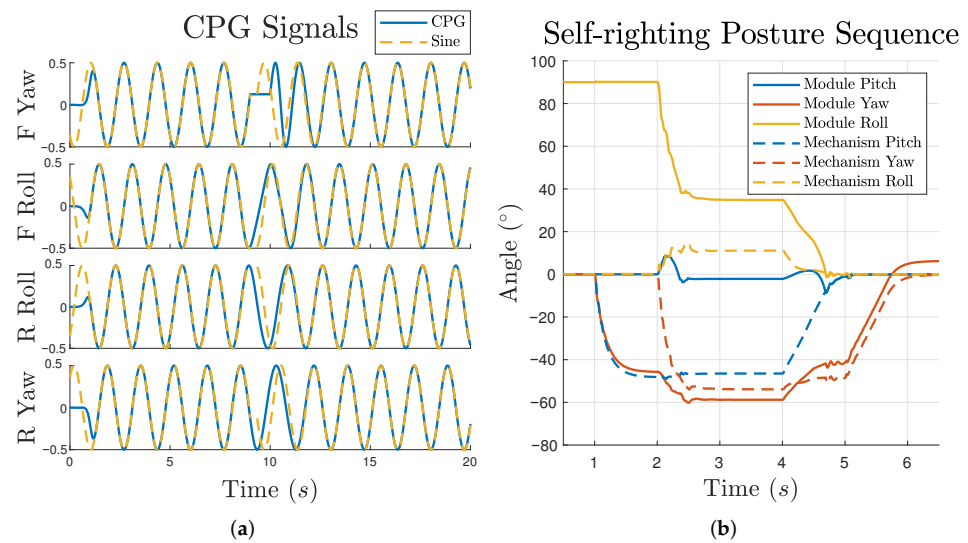 CPG Signals
CPG
Sine
F Yaw
0.5
0
−0.5
F Roll
0.5
0
−0.5
R Roll
0.5
0
−0.5
R Yaw
0.5
0
−0.5
0 5 10 15 20
Time (s)
(a)
Self-righting Posture Sequence
Module Pitch
Module Yaw
Module Roll
Mechanism Pitch
Mechanism Yaw
Mechanism Roll
Angle (°)
100
80
60
40
20
0
−20
−40
−60
−80
1 2 3 4 5 6
Time (s)
(b)